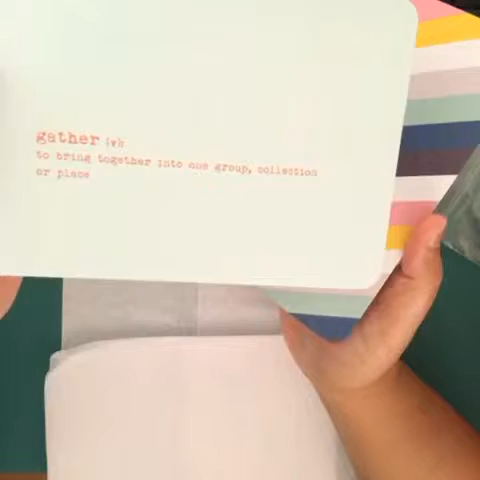 gather (v)
to bring together into one group, collection
or place